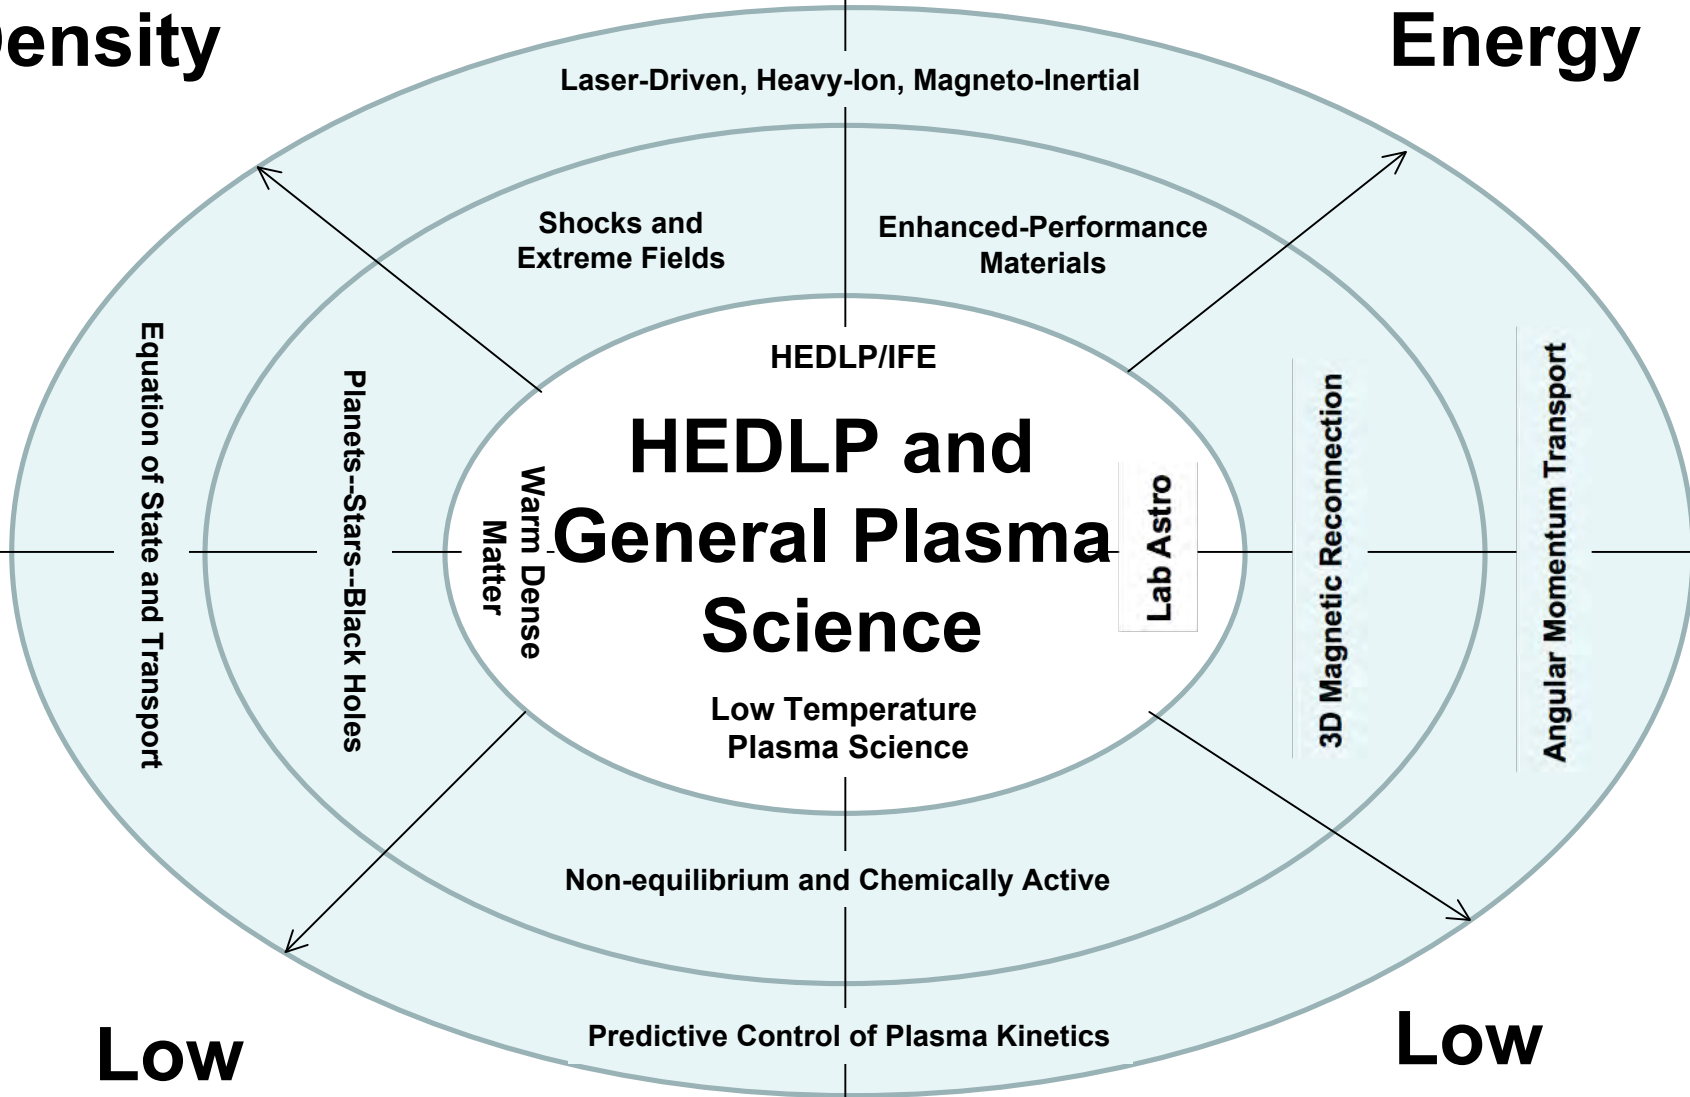 Density
Energy
Laser-Driven, Heavy-Ion, Magneto-Inertial
Shocks and
Extreme Fields
Enhanced-Performance
Materials
HEDLP/IFE
Equation of State and Transport
Planets--Stars--Black Holes
Warm Dense
Matter
HEDLP and
General Plasma
Science
Lab Astro
3D Magnetic Reconnection
Angular Momentum Transport
Low Temperature
Plasma Science
Non-equilibrium and Chemically Active
Predictive Control of Plasma Kinetics
Low
Low